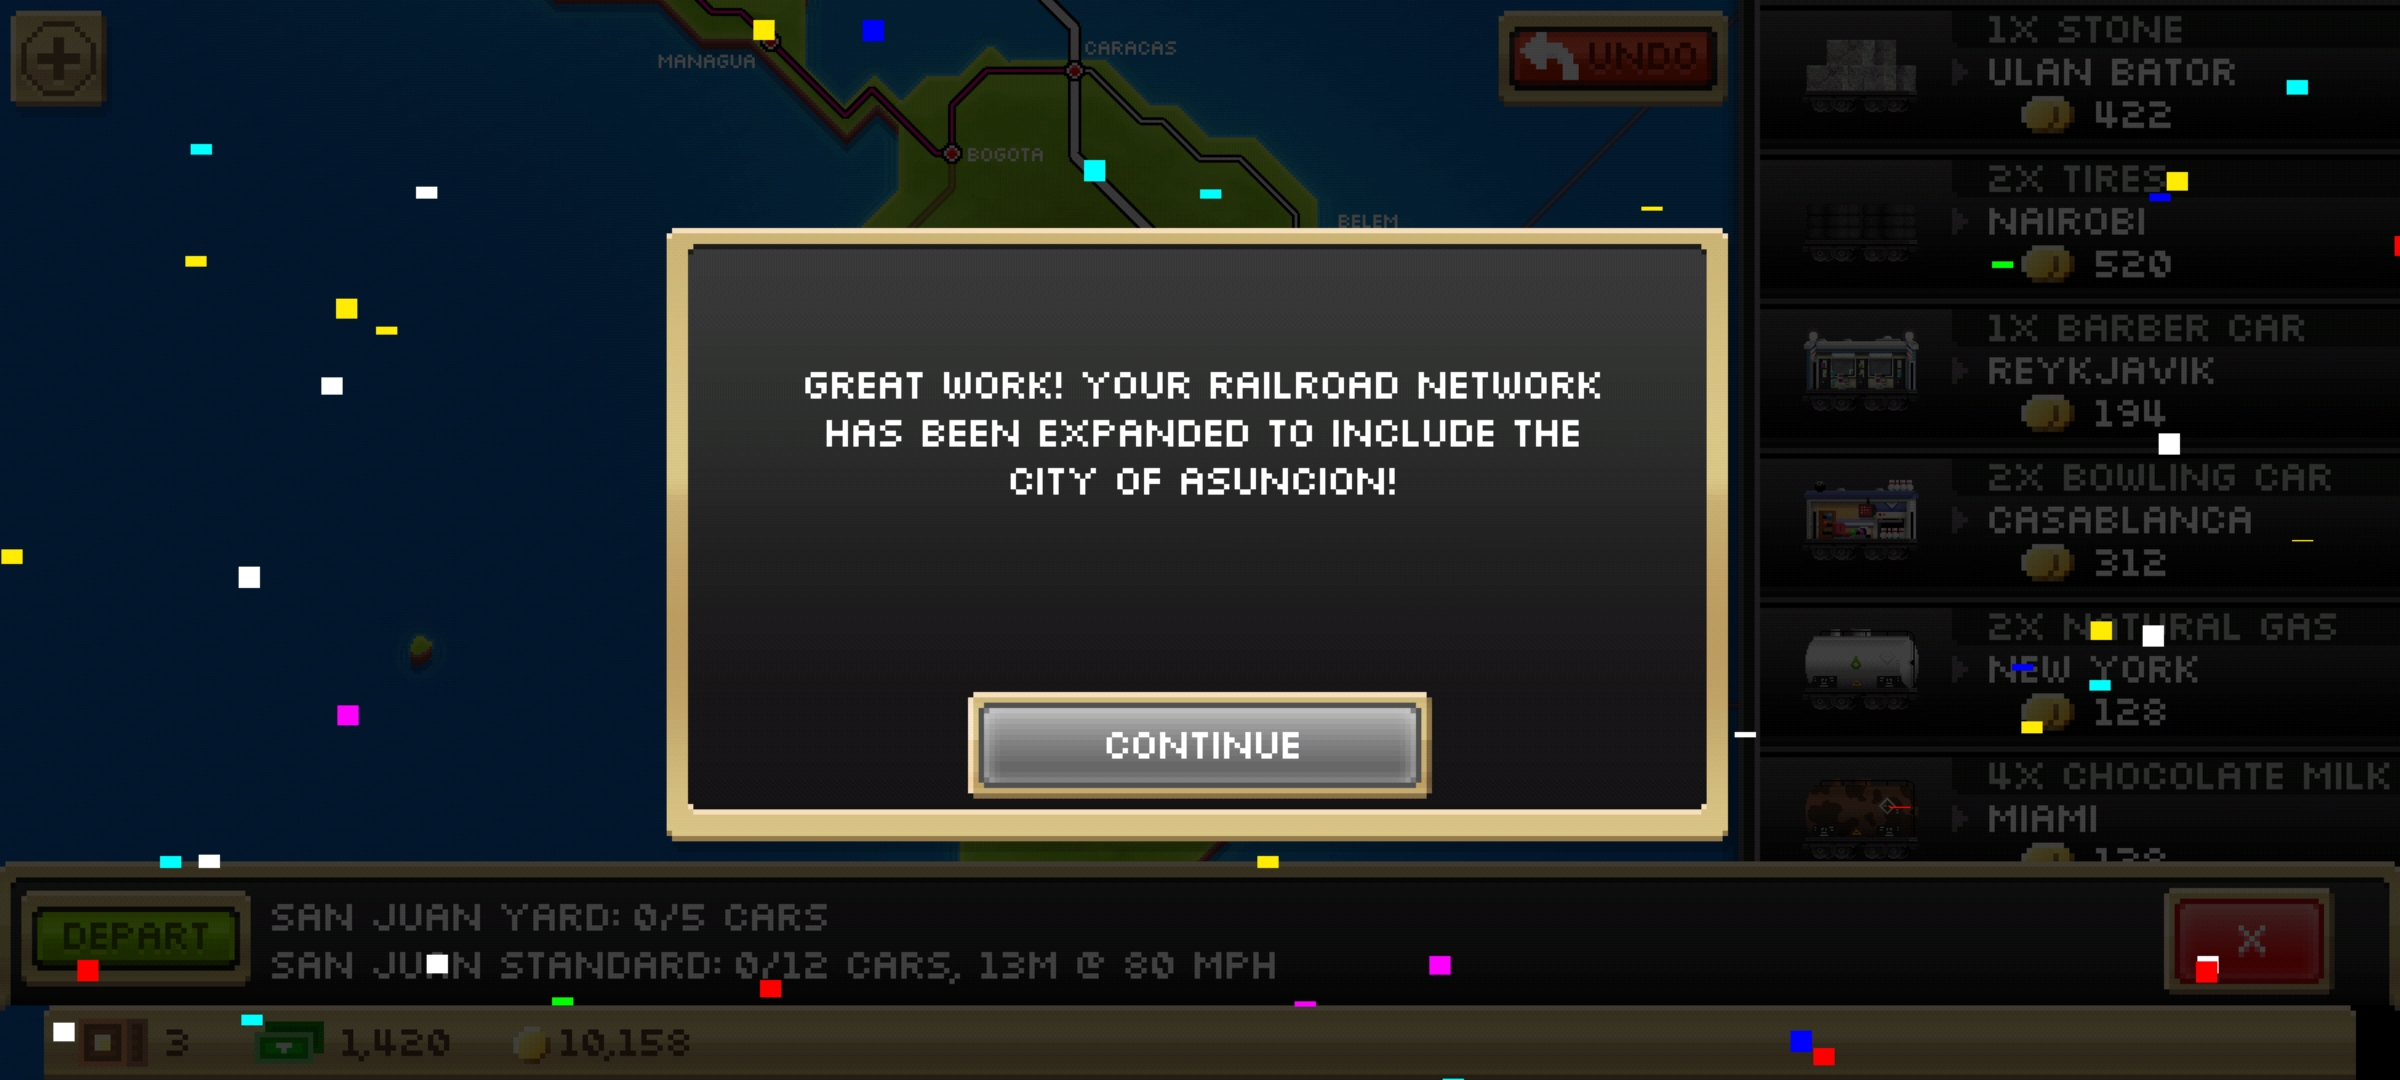 MANAGUA
CARACAS
BOGOTA
BELEM
UNDO
1X STONE
ULAN BATOR
422
2X TIRES
NAIROBI
520
1X BARBER CAR
REYKJAVIK
194
2X BOWLING CAR
CASABLANCA
312
2X NATURAL GAS
NEW YORK
128
4X CHOCOLATE MILK
MIAMI
GREAT WORK! YOUR RAILROAD NETWORK
HAS BEEN EXPANDED TO INCLUDE THE
CITY OF ASUNCION!
CONTINUE
DEPART
SAN JUAN YARD: 0/5 CARS
SAN JUAN STANDARD: 0/12 CARS, 13M @ 80 MPH
X
3
1,420
10,158